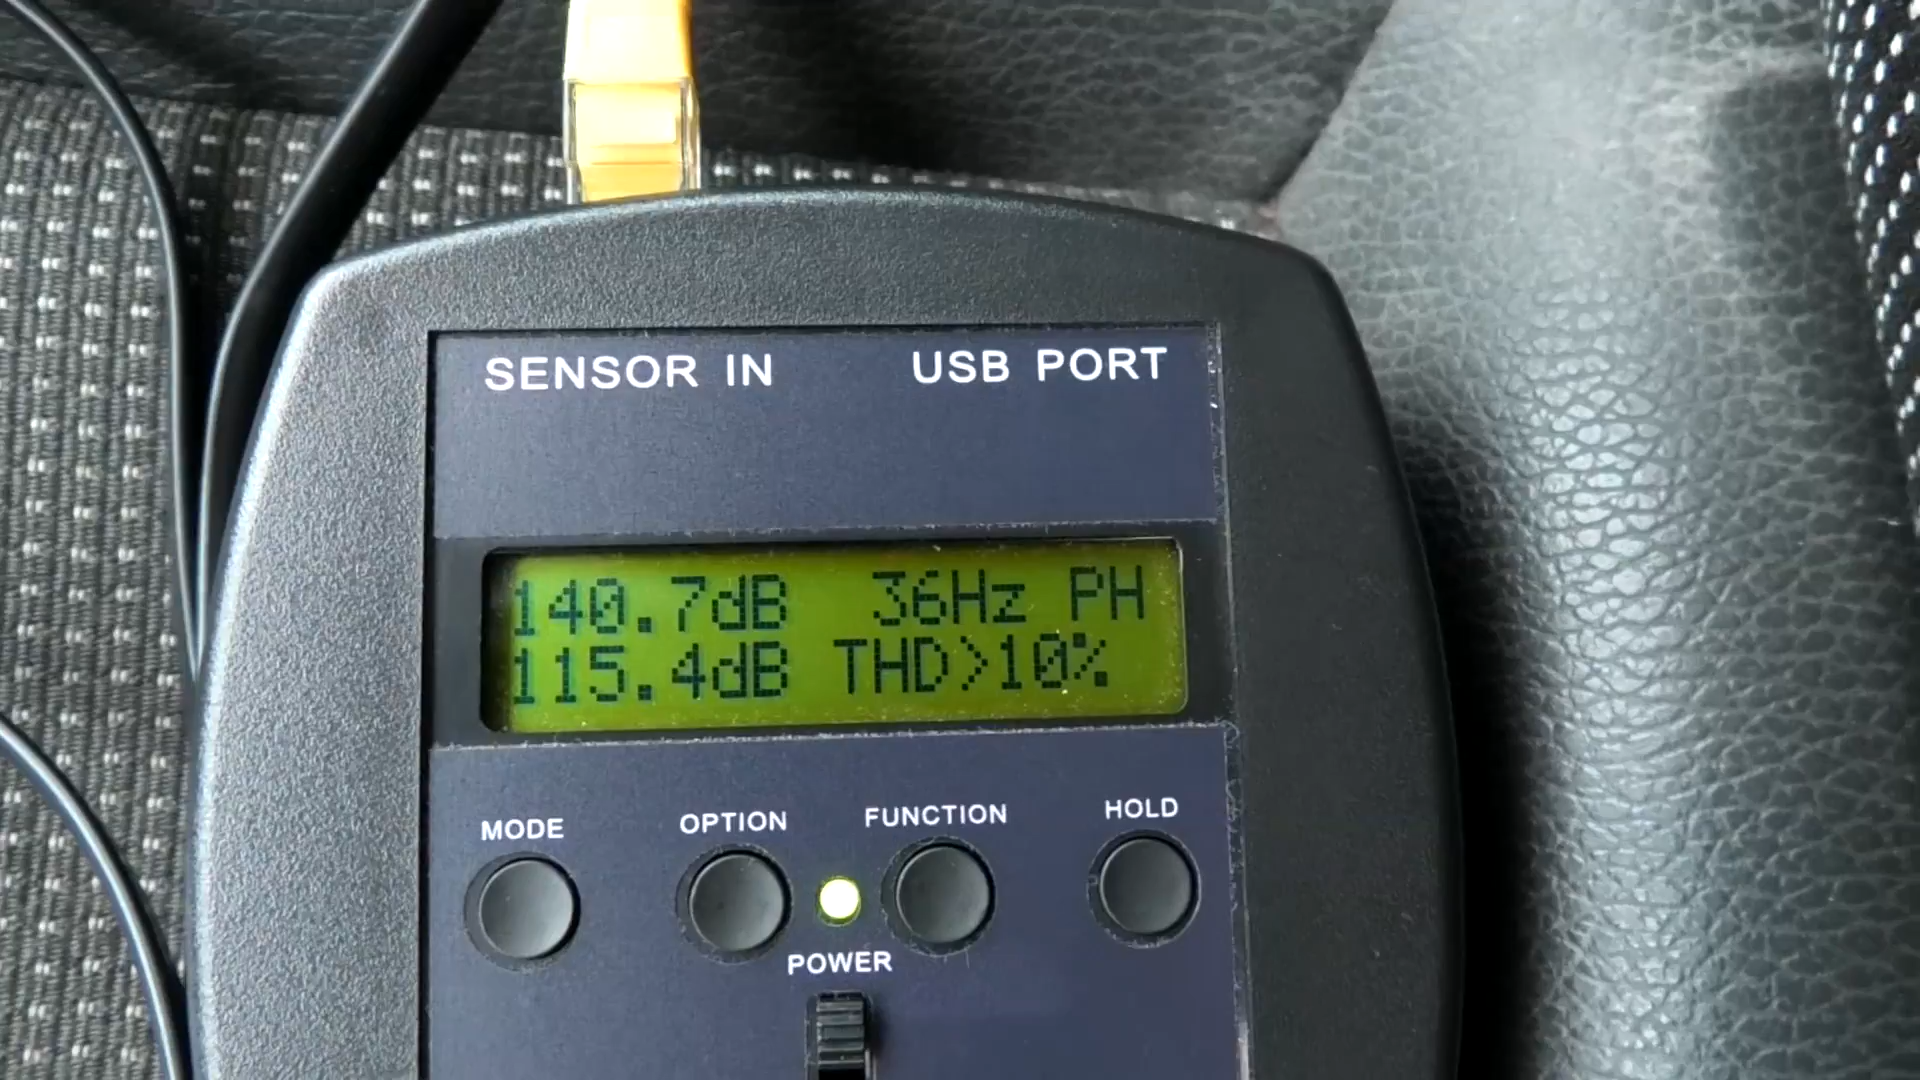 SENSOR IN USB PORT
140.7dB 36Hz PH
115.4dB THD>10%
MODE OPTION FUNCTION HOLD
POWER